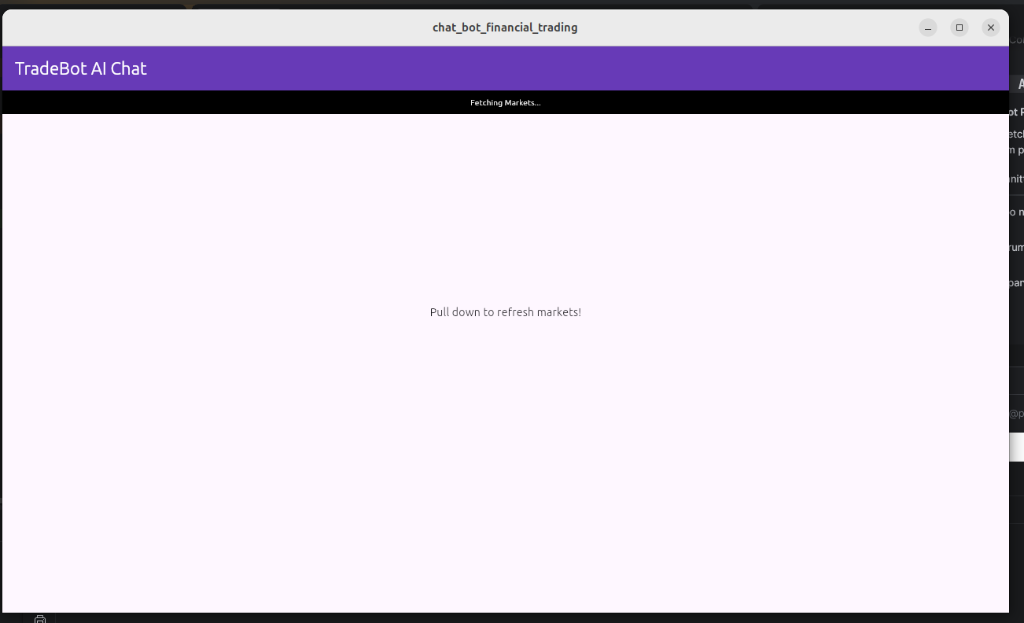 chat_bot_financial_trading
TradeBot AI Chat
Fetching Markets...
Pull down to refresh markets!